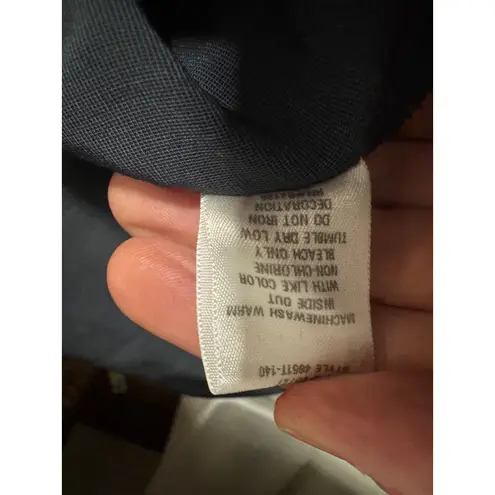 STYLE 4951T-140
MACHINEWASH WARM
INSIDE OUT
WITH LIKE COLOR
NON-CHLORINE
BLEACH ONLY
TUMBLE DRY LOW
DO NOT IRON
DECORATION